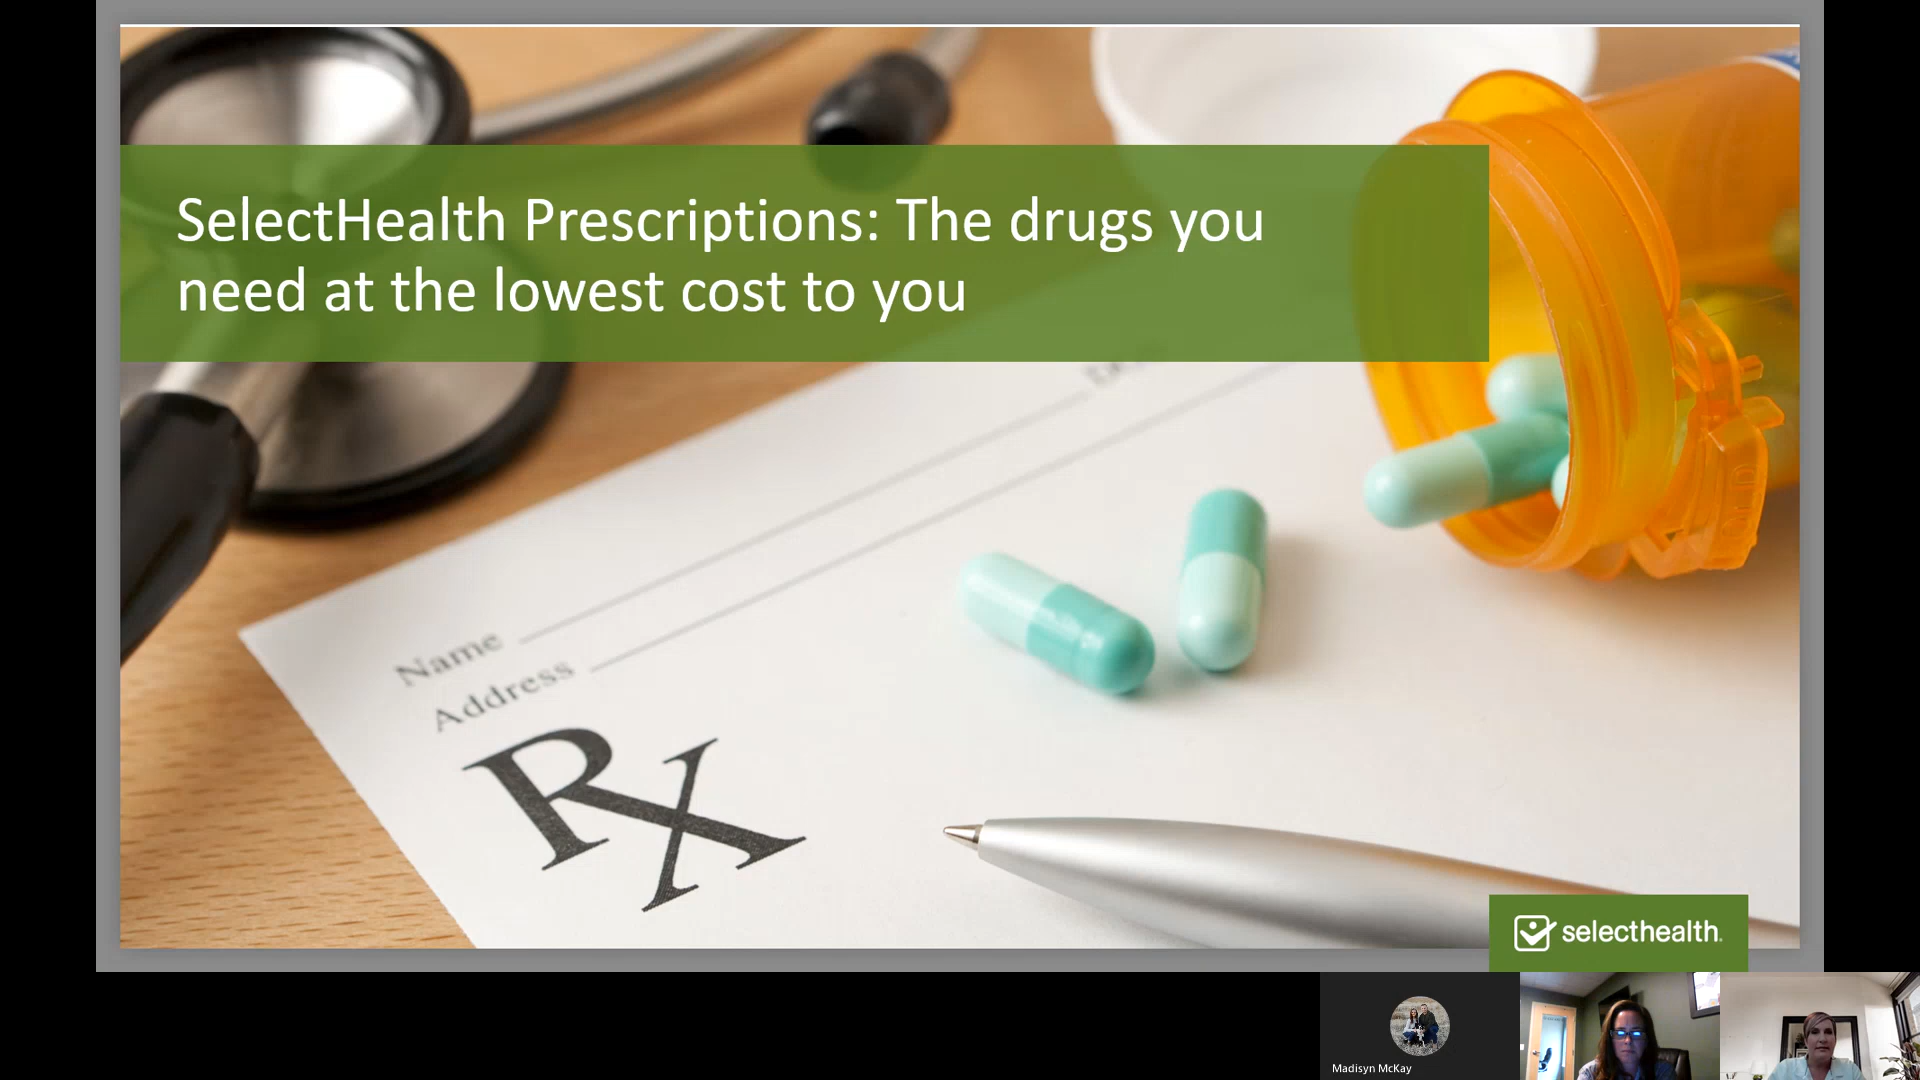 SelectHealth Prescriptions: The drugs you
need at the lowest cost to you
Name
Address
Rx
selecthealth.
Madisyn McKay